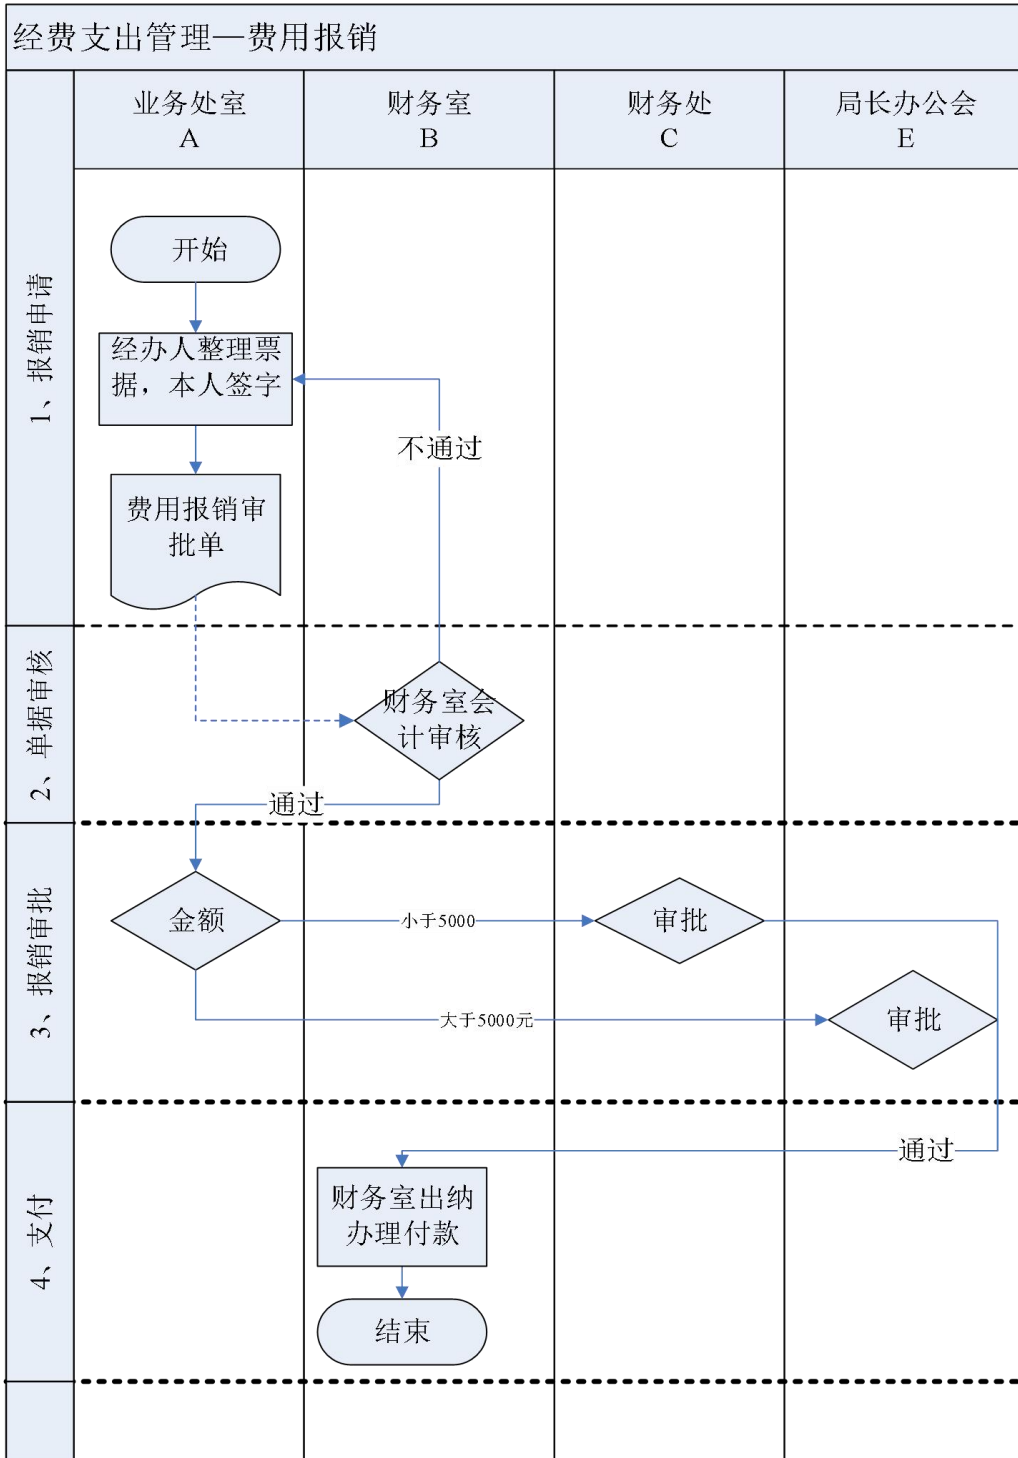 经费支出管理—费用报销
业务处室
A
财务室
B
财务处
C
局长办公会
E
1、报销申请
开始
经办人整理票
据，本人签字
不通过
费用报销审
批单
2、单据审核
财务室会
计审核
通过
3、报销审批
金额
小于5000
审批
大于5000元
审批
4、支付
通过
财务室出纳
办理付款
结束